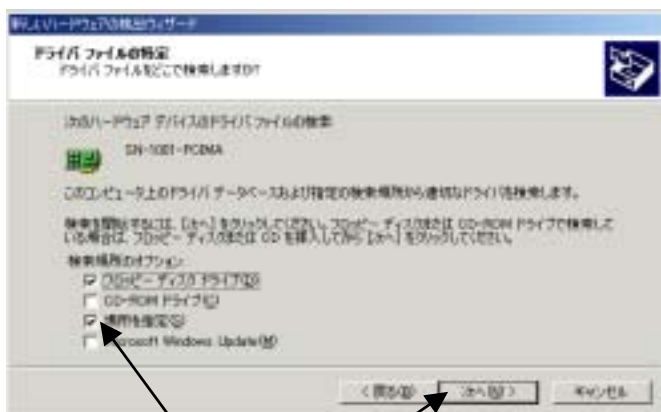 新しいハードウェアの検出ウィザード
ドライバ ファイルの特定
ドライバ ファイルをどこで検索しますか?
次のハードウェア デバイスのドライバ ファイルの検索
SN-1001-PCDMA
このコンピュータ上のドライバ データベースおよび指定の検索場所から適切なドライバを検索します。
検索を開始するには、[次へ] をクリックしてください。フロッピー ディスクまたは CD-ROM ドライブで検索して
いる場合は、フロッピー ディスクまたは CD を挿入してから [次へ] をクリックしてください。
検索場所のオプション:
フロッピー ディスク ドライブ(D)
CD-ROM ドライブ(C)
場所を指定(S)
Microsoft Windows Update(M)
< 戻る(B)
次へ(N) >
キャンセル